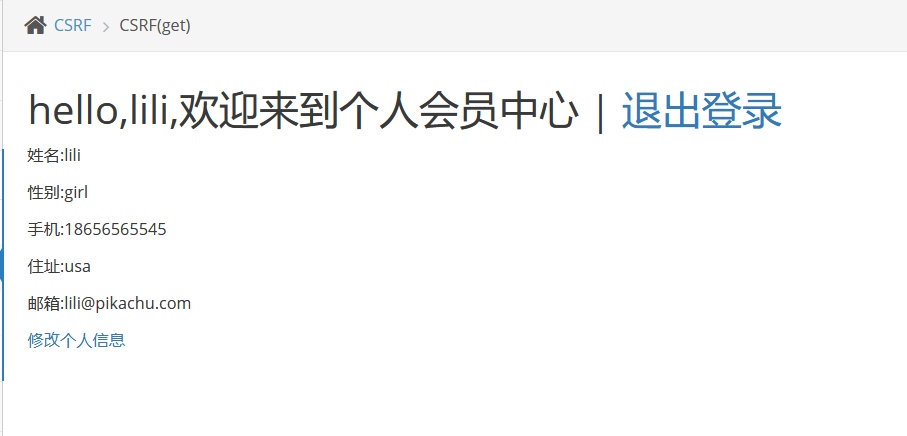 CSRF > CSRF(get)
hello,lili,欢迎来到个人会员中心 | 退出登录
姓名:lili
性别:girl
手机:18656565545
住址:usa
邮箱:lili@pikachu.com
修改个人信息